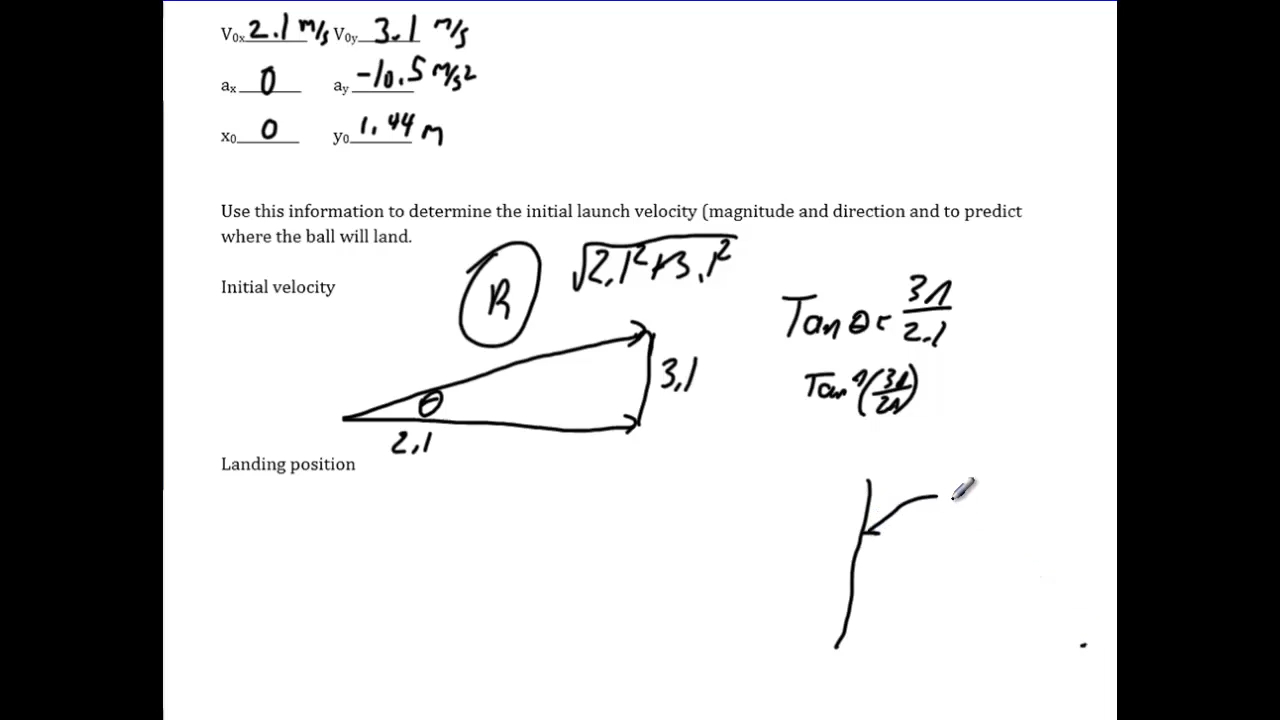 V0x 2.1 m/s V0y 3.1 m/s
ax 0 ay -10.5 m/s2
x0 0 y0 1.44 m
Use this information to determine the initial launch velocity (magnitude and direction and to predict
where the ball will land.
Initial velocity
R
√2.1²+3.1²
Tan θ = 3.1/2.1
Tan⁻¹(3.1/2.1)
3.1
θ
2.1
Landing position